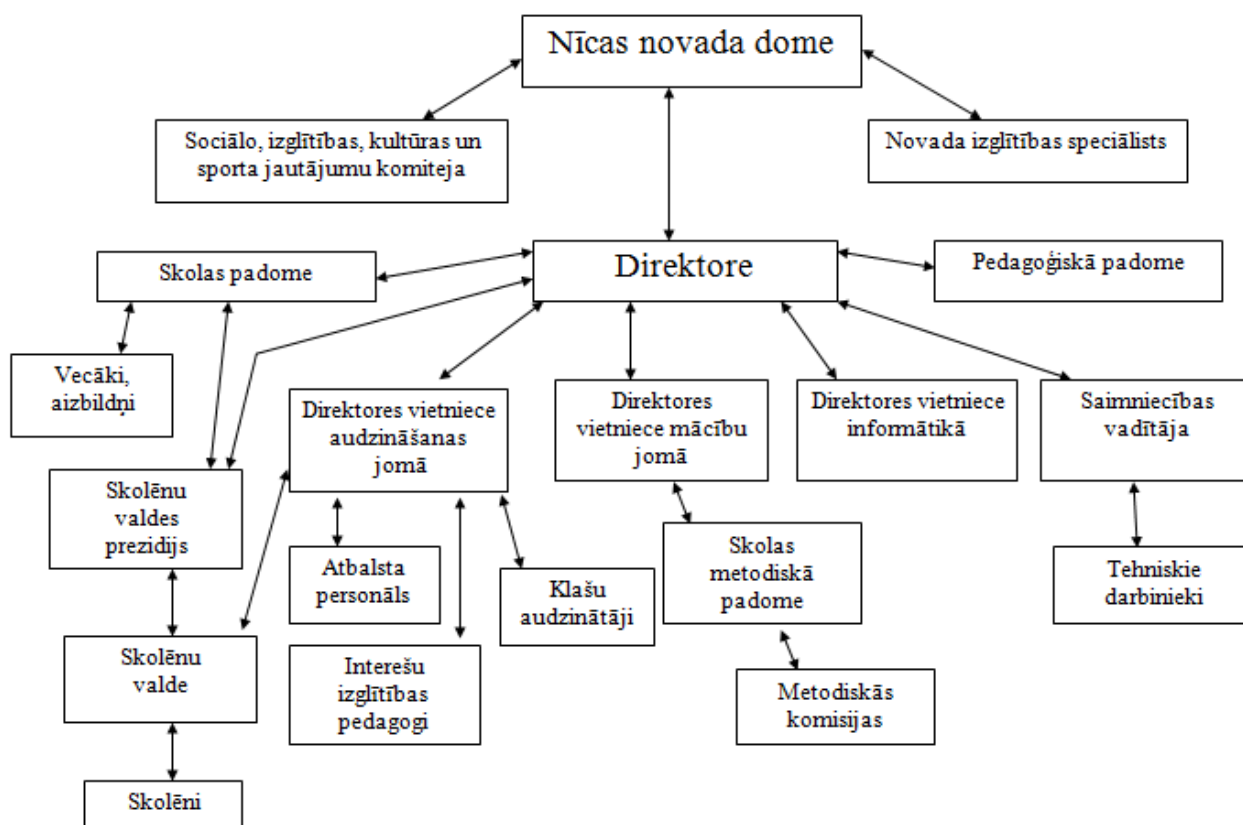 Nīcas novada dome
Sociālo, izglītības, kultūras un
sporta jautājumu komiteja
Novada izglītības speciālists
Skolas padome
Direktore
Pedagoģiskā padome
Vecāki,
aizbildņi
Direktores vietniece
audzināšanas
jomā
Direktores
vietniece mācību
jomā
Direktores vietniece
informātikā
Saimniecības
vadītāja
Skolēnu
valdes
prezidijs
Atbalsta
personāls
Klašu
audzinātāji
Skolas
metodiskā
padome
Tehniskie
darbinieki
Skolēnu
valde
Interešu
izglītības
pedagogi
Metodiskās
komisijas
Skolēni